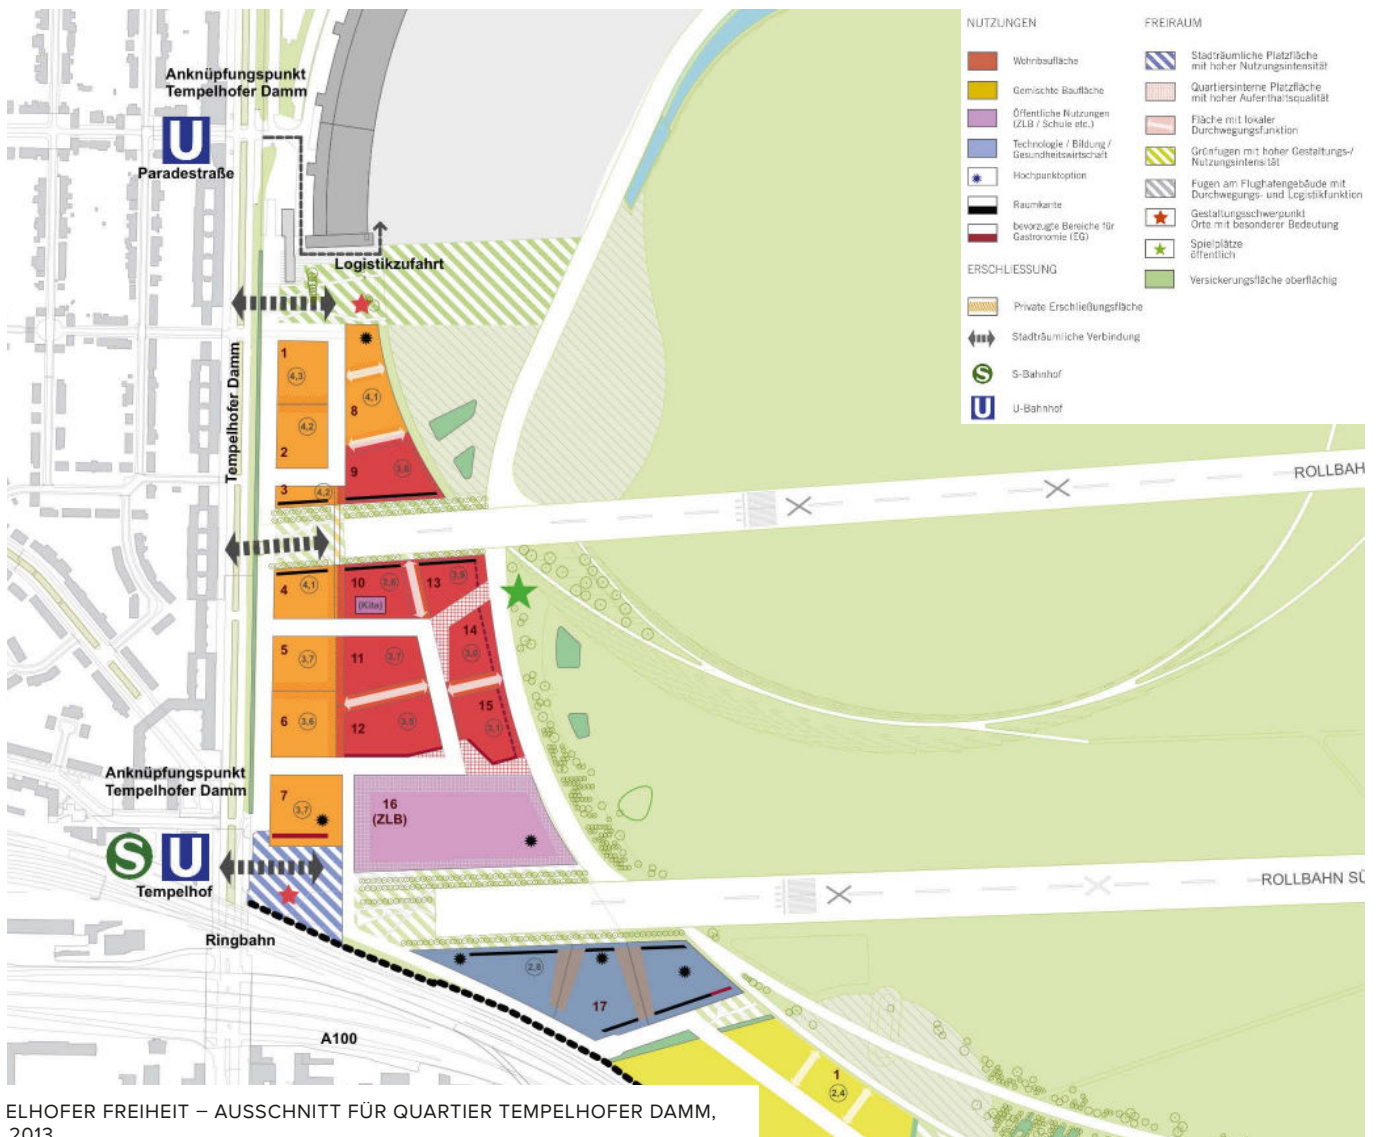 NUTZUNGEN
Wohnbaufläche
Gemischte Baufläche
Öffentliche Nutzungen
(ZLB / Schule etc.)
Technologie / Bildung /
Gesundheitswirtschaft
Hochpunktoption
Raumkante
bevorzugte Bereiche für
Gastronomie (EG)
ERSCHLIESSUNG
Private Erschließungsfläche
Stadträumliche Verbindung
S
S-Bahnhof
U
U-Bahnhof
FREIRAUM
Stadträumliche Platzfläche
mit hoher Nutzungsintensität
Quartiersinterne Platzfläche
mit hoher Aufenthaltsqualität
Fläche mit lokaler
Durchwegungsfunktion
Grünfugen mit hoher Gestaltungs-/
Nutzungsintensität
Fugen am Flughafengebäude mit
Durchwegungs- und Logistikfunktion
Gestaltungsschwerpunkt
Orte mit besonderer Bedeutung
Spielplätze
öffentlich
Versickerungsfläche oberflächig
Anknüpfungspunkt
Tempelhofer Damm
U
Paradestraße
Logistikzufahrt
Tempelhofer Damm
1
4,3
4,2
2
3
4,2
8
4,1
9
ROLLBAH
4
4,1
10
(Kita)
13
3,9
5
3,7
11
14
3,0
6
3,6
12
15
3,1
7
3,7
16
(ZLB)
Anknüpfungspunkt
Tempelhofer Damm
S
U
Tempelhof
Ringbahn
ROLLBAHN SÜ
2,8
17
A100
1
2,4
ELHOFER FREIHEIT – AUSSCHNITT FÜR QUARTIER TEMPELHOFER DAMM,
2013